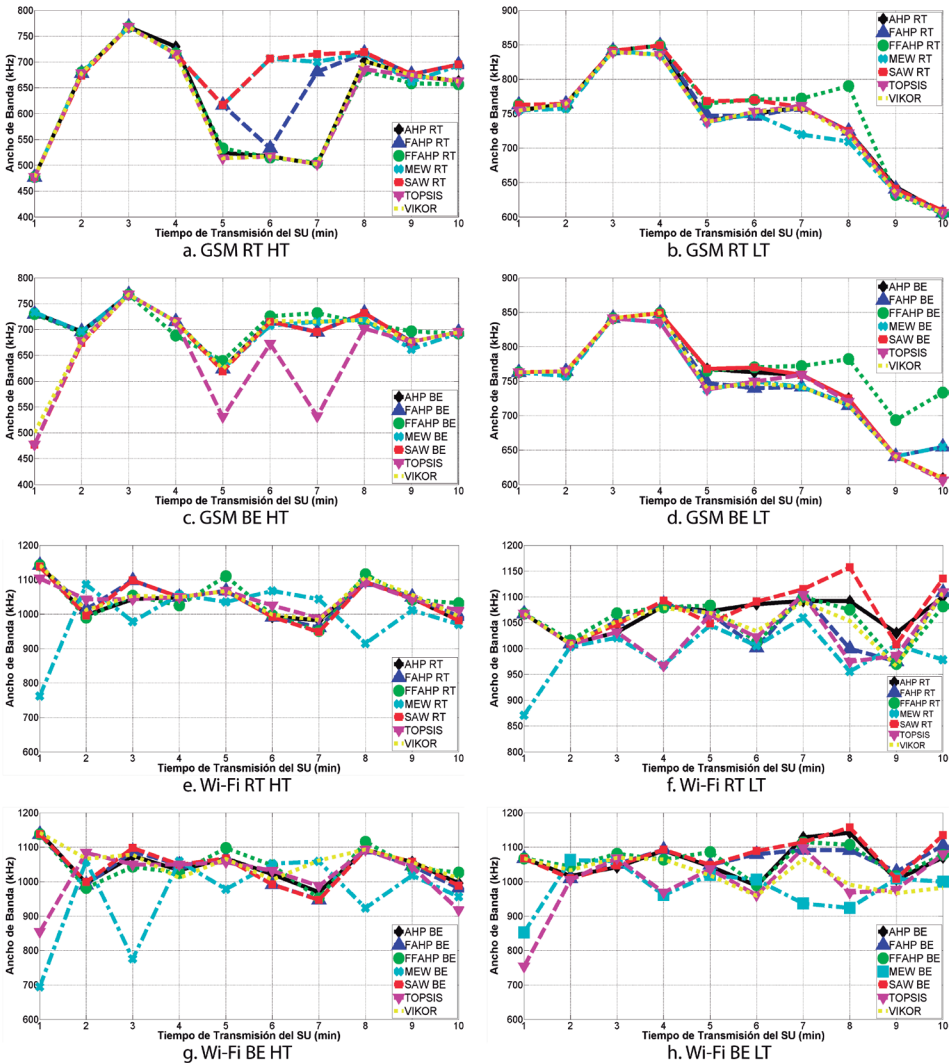 Ancho de Banda (kHz)
800
750
700
650
600
550
500
450
400
1 2 3 4 5 6 7 8 9 10
AHP RT
FAHP RT
FFAHP RT
MEW RT
SAW RT
TOPSIS
VIKOR
Tiempo de Transmisión del SU (min)
a. GSM RT HT
Ancho de Banda (kHz)
900
850
800
750
700
650
600
1 2 3 4 5 6 7 8 9 10
AHP RT
FAHP RT
FFAHP RT
MEW RT
SAW RT
TOPSIS
VIKOR
Tiempo de Transmisión del SU (min)
b. GSM RT LT
Ancho de Banda (kHz)
800
750
700
650
600
550
500
450
400
1 2 3 4 5 6 7 8 9 10
AHP BE
FAHP BE
FFAHP BE
MEW BE
SAW BE
TOPSIS
VIKOR
Tiempo de Transmisión del SU (min)
c. GSM BE HT
Ancho de Banda (kHz)
900
850
800
750
700
650
600
1 2 3 4 5 6 7 8 9 10
AHP BE
FAHP BE
FFAHP BE
MEW BE
SAW BE
TOPSIS
VIKOR
Tiempo de Transmisión del SU (min)
d. GSM BE LT
Ancho de Banda (kHz)
1200
1100
1000
900
800
700
600
1 2 3 4 5 6 7 8 9 10
AHP RT
FAHP RT
FFAHP RT
MEW RT
SAW RT
TOPSIS
VIKOR
Tiempo de Transmisión del SU (min)
e. Wi-Fi RT HT
Ancho de Banda (kHz)
1200
1150
1100
1050
1000
950
900
850
800
1 2 3 4 5 6 7 8 9 10
AHP RT
FAHP RT
FFAHP RT
MEW RT
SAW RT
TOPSIS
VIKOR
Tiempo de Transmisión del SU (min)
f. Wi-Fi RT LT
Ancho de Banda (kHz)
1200
1100
1000
900
800
700
600
1 2 3 4 5 6 7 8 9 10
AHP BE
FAHP BE
FFAHP BE
MEW BE
SAW BE
TOPSIS
VIKOR
Tiempo de Transmisión del SU (min)
g. Wi-Fi BE HT
Ancho de Banda (kHz)
1200
1100
1000
900
800
700
600
1 2 3 4 5 6 7 8 9 10
AHP BE
FAHP BE
FFAHP BE
MEW BE
SAW BE
TOPSIS
VIKOR
Tiempo de Transmisión del SU (min)
h. Wi-Fi BE LT